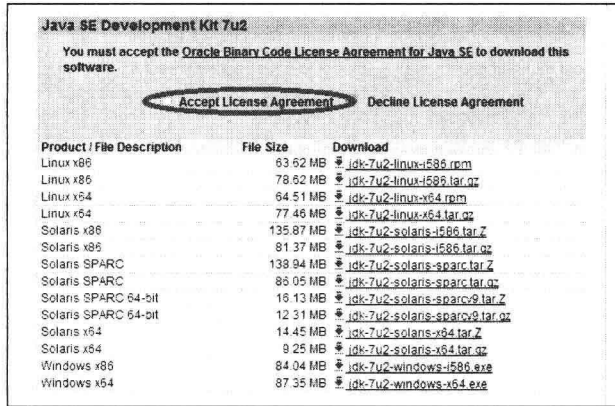 Java SE Development Kit 7u2
You must accept the Oracle Binary Code License Agreement for Java SE to download this
software.
Accept License Agreement Decline License Agreement
Product / File Description File Size Download
Linux x86 63.62 MB jdk-7u2-linux-i586.rpm
Linux x86 78.62 MB jdk-7u2-linux-i586.tar.gz
Linux x64 64.51 MB jdk-7u2-linux-x64.rpm
Linux x64 77.46 MB jdk-7u2-linux-x64.tar.gz
Solaris x86 135.87 MB jdk-7u2-solaris-i586.tar.Z
Solaris x86 81.37 MB jdk-7u2-solaris-i586.tar.gz
Solaris SPARC 138.94 MB jdk-7u2-solaris-sparc.tar.Z
Solaris SPARC 86.05 MB jdk-7u2-solaris-sparc.tar.gz
Solaris SPARC 64-bit 16.13 MB jdk-7u2-solaris-sparcv9.tar.Z
Solaris SPARC 64-bit 12.31 MB jdk-7u2-solaris-sparcv9.tar.gz
Solaris x64 14.45 MB jdk-7u2-solaris-x64.tar.Z
Solaris x64 9.25 MB jdk-7u2-solaris-x64.tar.gz
Windows x86 84.04 MB jdk-7u2-windows-i586.exe
Windows x64 87.35 MB jdk-7u2-windows-x64.exe